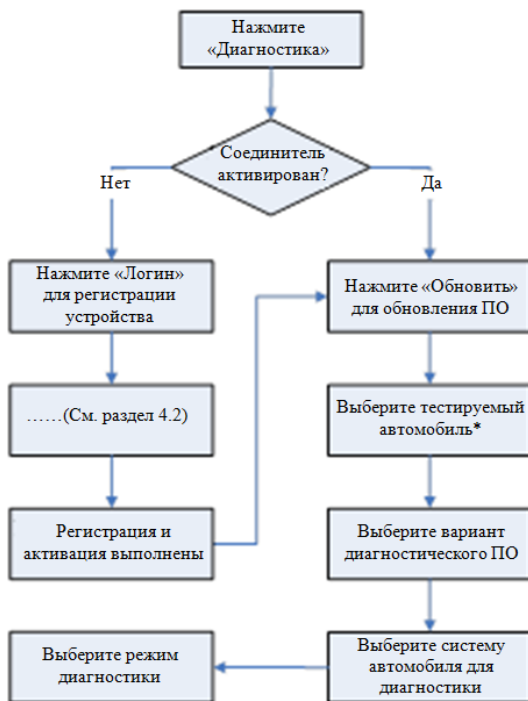 Нажмите
«Диагностика»
Соединитель
активирован?
Нет
Да
Нажмите «Логин»
для регистрации
устройства
Нажмите «Обновить»
для обновления ПО
……(См. раздел 4.2)
Выберите тестируемый
автомобиль*
Регистрация и
активация выполнены
Выберите вариант
диагностического ПО
Выберите режим
диагностики
Выберите систему
автомобиля для
диагностики